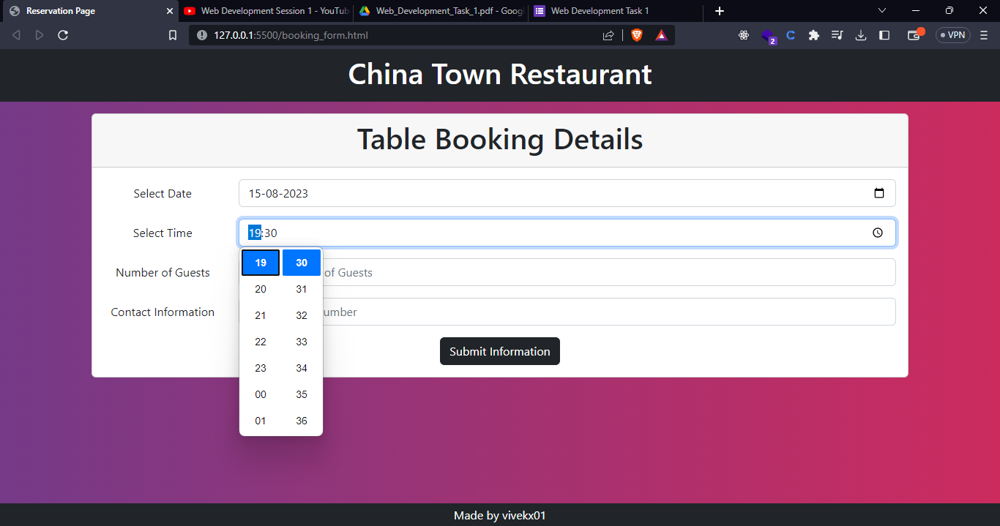 Reservation Page
Web Development Session 1 - YouTub
Web_Development_Task_1.pdf - Googl
Web Development Task 1
127.0.0.1:5500/booking_form.html
2
VPN
China Town Restaurant
Table Booking Details
Select Date 15-08-2023
Select Time 19:30
19 30
Number of Guests of Guests
20 31
Contact Information umber
21 32
22 33
Submit Information
23 34
00 35
01 36
Made by vivekx01